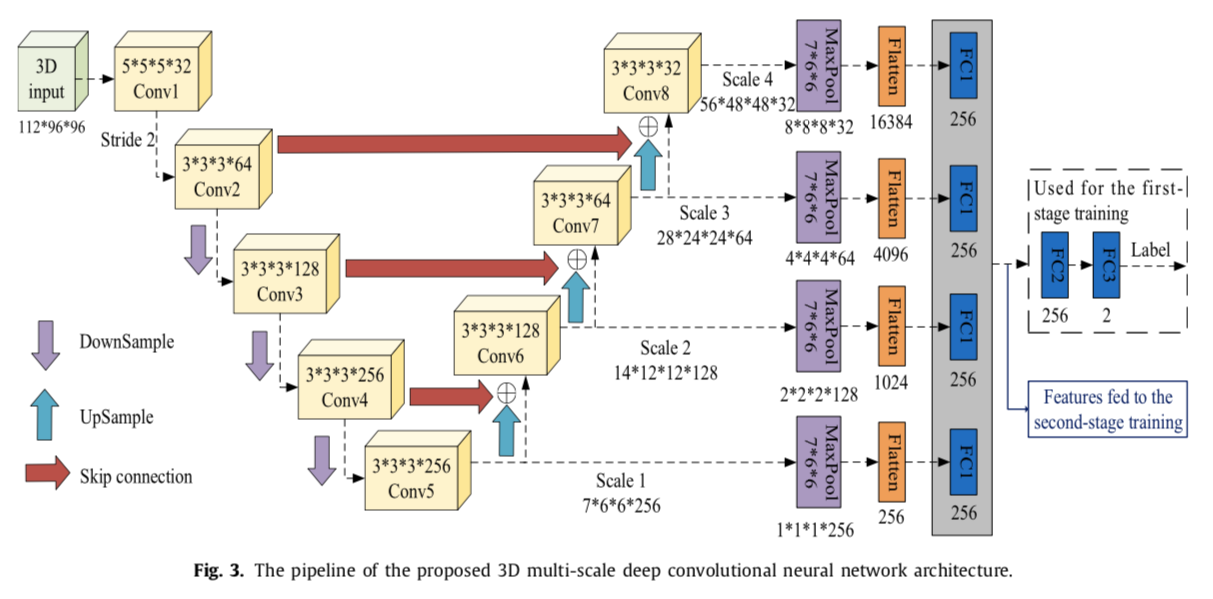 3D
input
112*96*96
5*5*5*32
Conv1
Stride 2
3*3*3*64
Conv2
3*3*3*128
Conv3
3*3*3*256
Conv4
3*3*3*256
Conv5
3*3*3*128
Conv6
3*3*3*64
Conv7
3*3*3*32
Conv8
DownSample
UpSample
Skip connection
Scale 4
56*48*48*32
MaxPool
7*6*6
8*8*8*32
Flatten
16384
FC1
256
Scale 3
28*24*24*64
MaxPool
7*6*6
4*4*4*64
Flatten
4096
FC1
256
Scale 2
14*12*12*128
MaxPool
7*6*6
2*2*2*128
Flatten
1024
FC1
256
Scale 1
7*6*6*256
MaxPool
7*6*6
1*1*1*256
Flatten
256
FC1
256
Used for the first-
stage training
FC2
256
FC3
2
Label
Features fed to the
second-stage training
Fig. 3. The pipeline of the proposed 3D multi-scale deep convolutional neural network architecture.